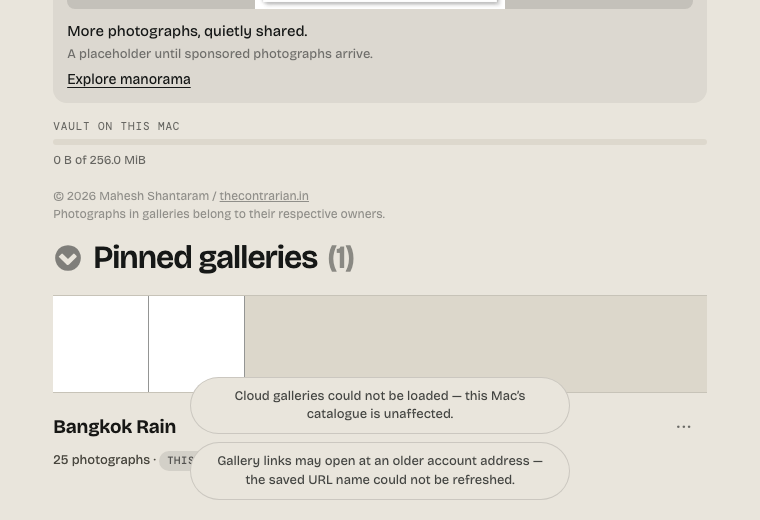 More photographs, quietly shared.
A placeholder until sponsored photographs arrive.
Explore manorama
VAULT ON THIS MAC
0 B of 256.0 MiB
© 2026 Mahesh Shantaram / thecontrarian.in
Photographs in galleries belong to their respective owners.
Pinned galleries (1)
Cloud galleries could not be loaded — this Mac's
catalogue is unaffected.
Bangkok Rain
25 photographs · THIS
Gallery links may open at an older account address —
the saved URL name could not be refreshed.